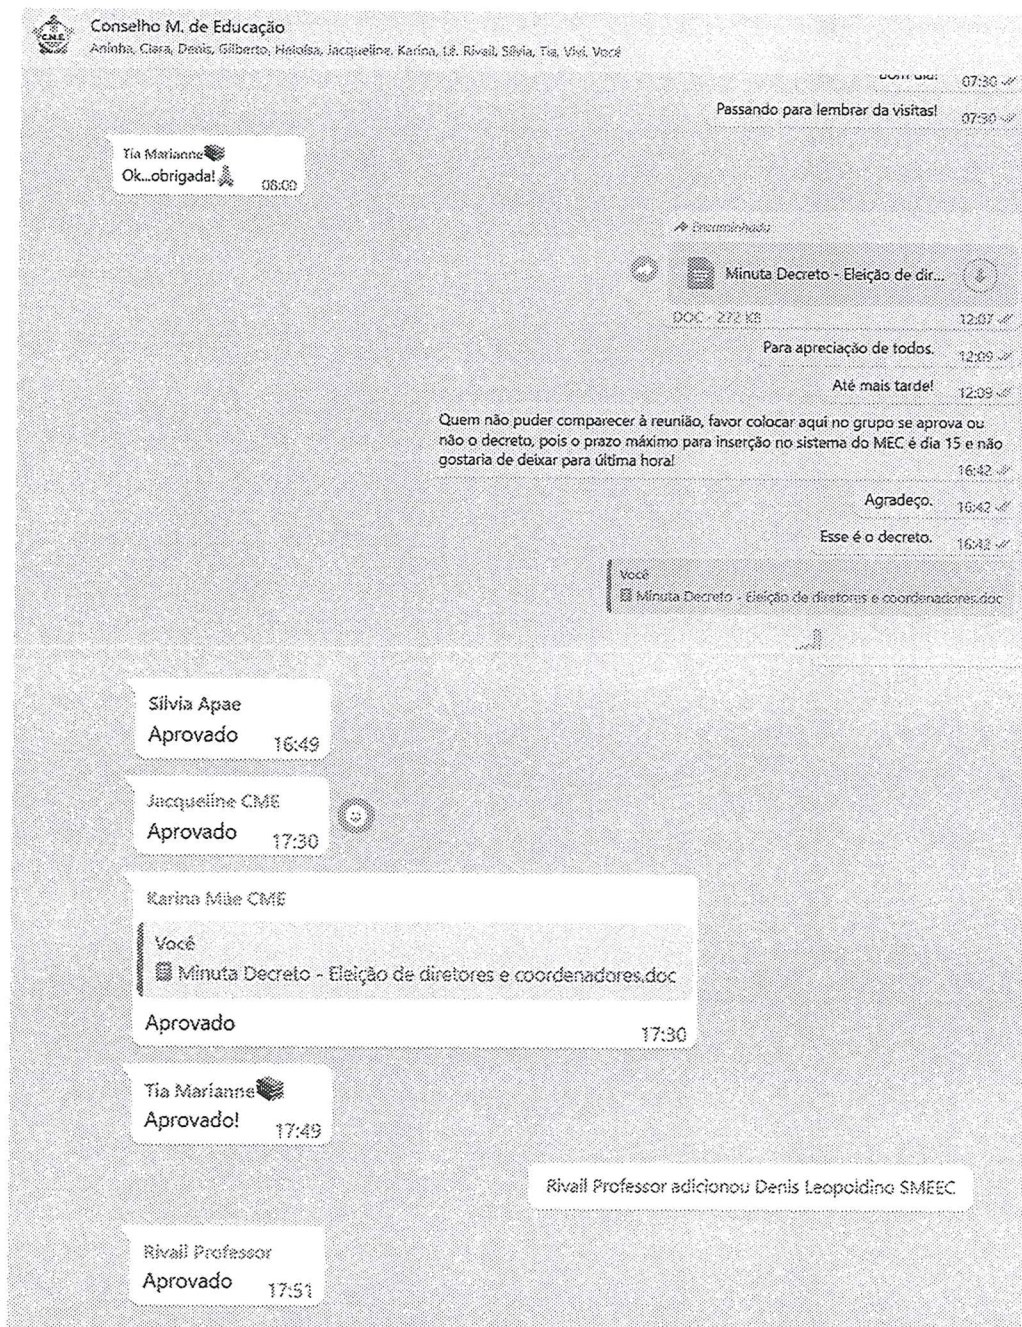 C.M.E.
Conselho M. de Educação
Aninha, Clara, Denis, Gilberto, Heloísa, Jacqueline, Karina, Lê, Rivail, Silvia, Tia, Vivi, Você
Bom dia!
07:30
Passando para lembrar da visitas!
07:30
Tia Marianne
Ok...obrigada!
08:00
Encaminhada
Minuta Decreto - Eleição de dir...
DOC · 272 KB
12:07
Para apreciação de todos.
12:09
Até mais tarde!
12:09
Quem não puder comparecer à reunião, favor colocar aqui no grupo se aprova ou
não o decreto, pois o prazo máximo para inserção no sistema do MEC é dia 15 e não
gostaria de deixar para última hora!
16:42
Agradeço.
16:42
Esse é o decreto.
16:42
Você
Minuta Decreto - Eleição de diretores e coordenadores.doc
Silvia Apae
Aprovado
16:49
Jacqueline CME
Aprovado
17:30
Karina Mãe CME
Você
Minuta Decreto - Eleição de diretores e coordenadores.doc
Aprovado
17:30
Tia Marianne
Aprovado!
17:49
Rivail Professor adicionou Denis Leopoldino SMEEC
Rivail Professor
Aprovado
17:51